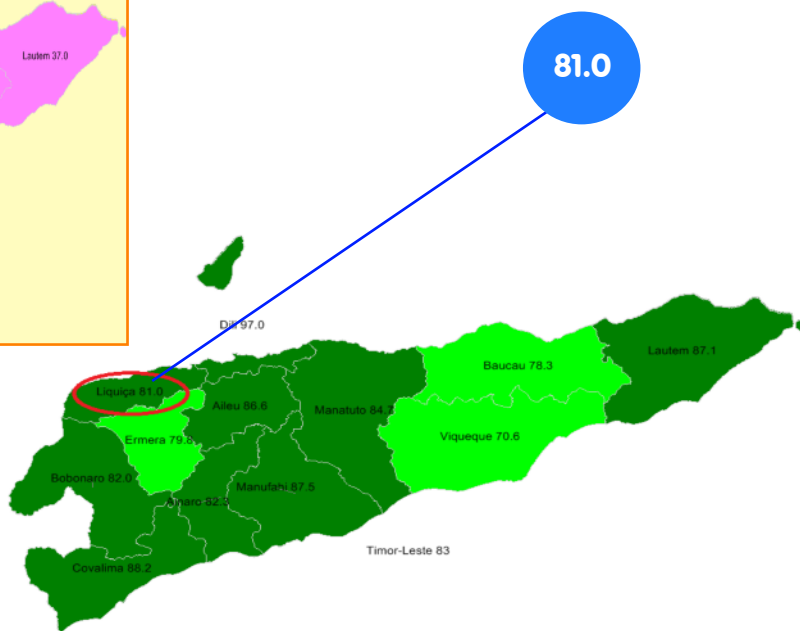 Lautem 37.0
81.0
Dili 97.0
Lautem 87.1
Baucau 78.3
Liquiça 81.0
Aileu 86.6
Manatuto 84.7
Ermera 79.8
Viqueque 70.6
Bobonaro 82.0
Manufahi 87.5
Ainaro 82.3
Timor-Leste 83
Covalima 88.2